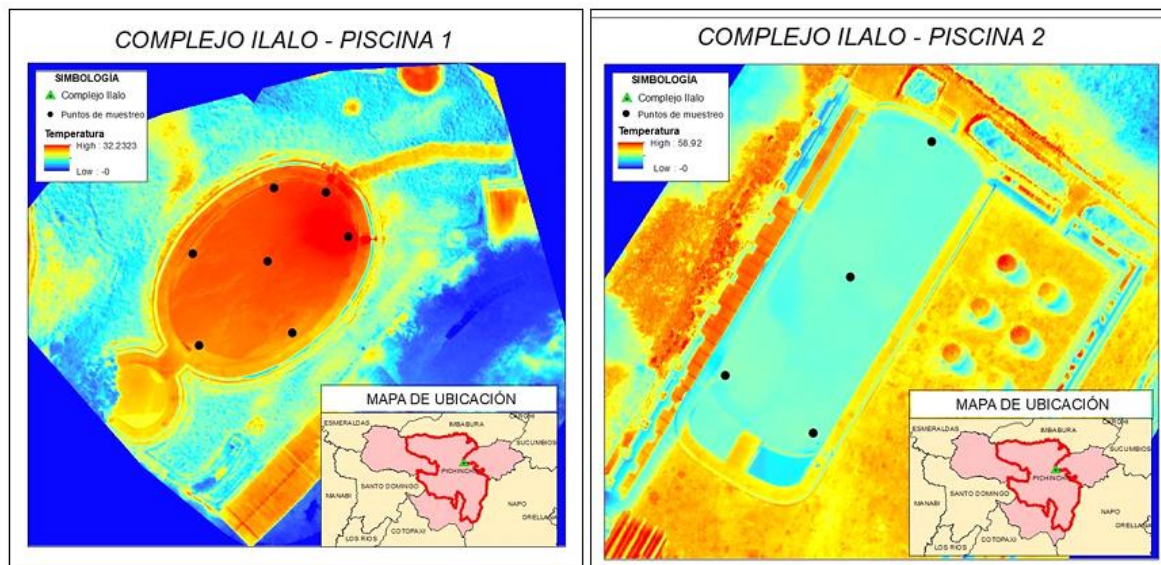 COMPLEJO ILALO - PISCINA 1
SIMBOLOGÍA
Complejo Ilalo
Puntos de muestreo
Temperatura
High : 32.2323
Low : -0
MAPA DE UBICACIÓN
ESMERALDAS
IMBABURA
CARCHI
SUCUMBIOS
PICHINCHA
SANTO DOMINGO
MANABI
NAPO
ORELLANA
COTOPAXI
LOS RIOS
COMPLEJO ILALO - PISCINA 2
SIMBOLOGÍA
Complejo Ilalo
Puntos de muestreo
Temperatura
High : 58,92
Low : -0
MAPA DE UBICACIÓN
ESMERALDAS
IMBABURA
CARCHI
SUCUMBIOS
PICHINCHA
SANTO DOMINGO
MANABI
NAPO
ORELLANA
COTOPAXI
LOS RIOS